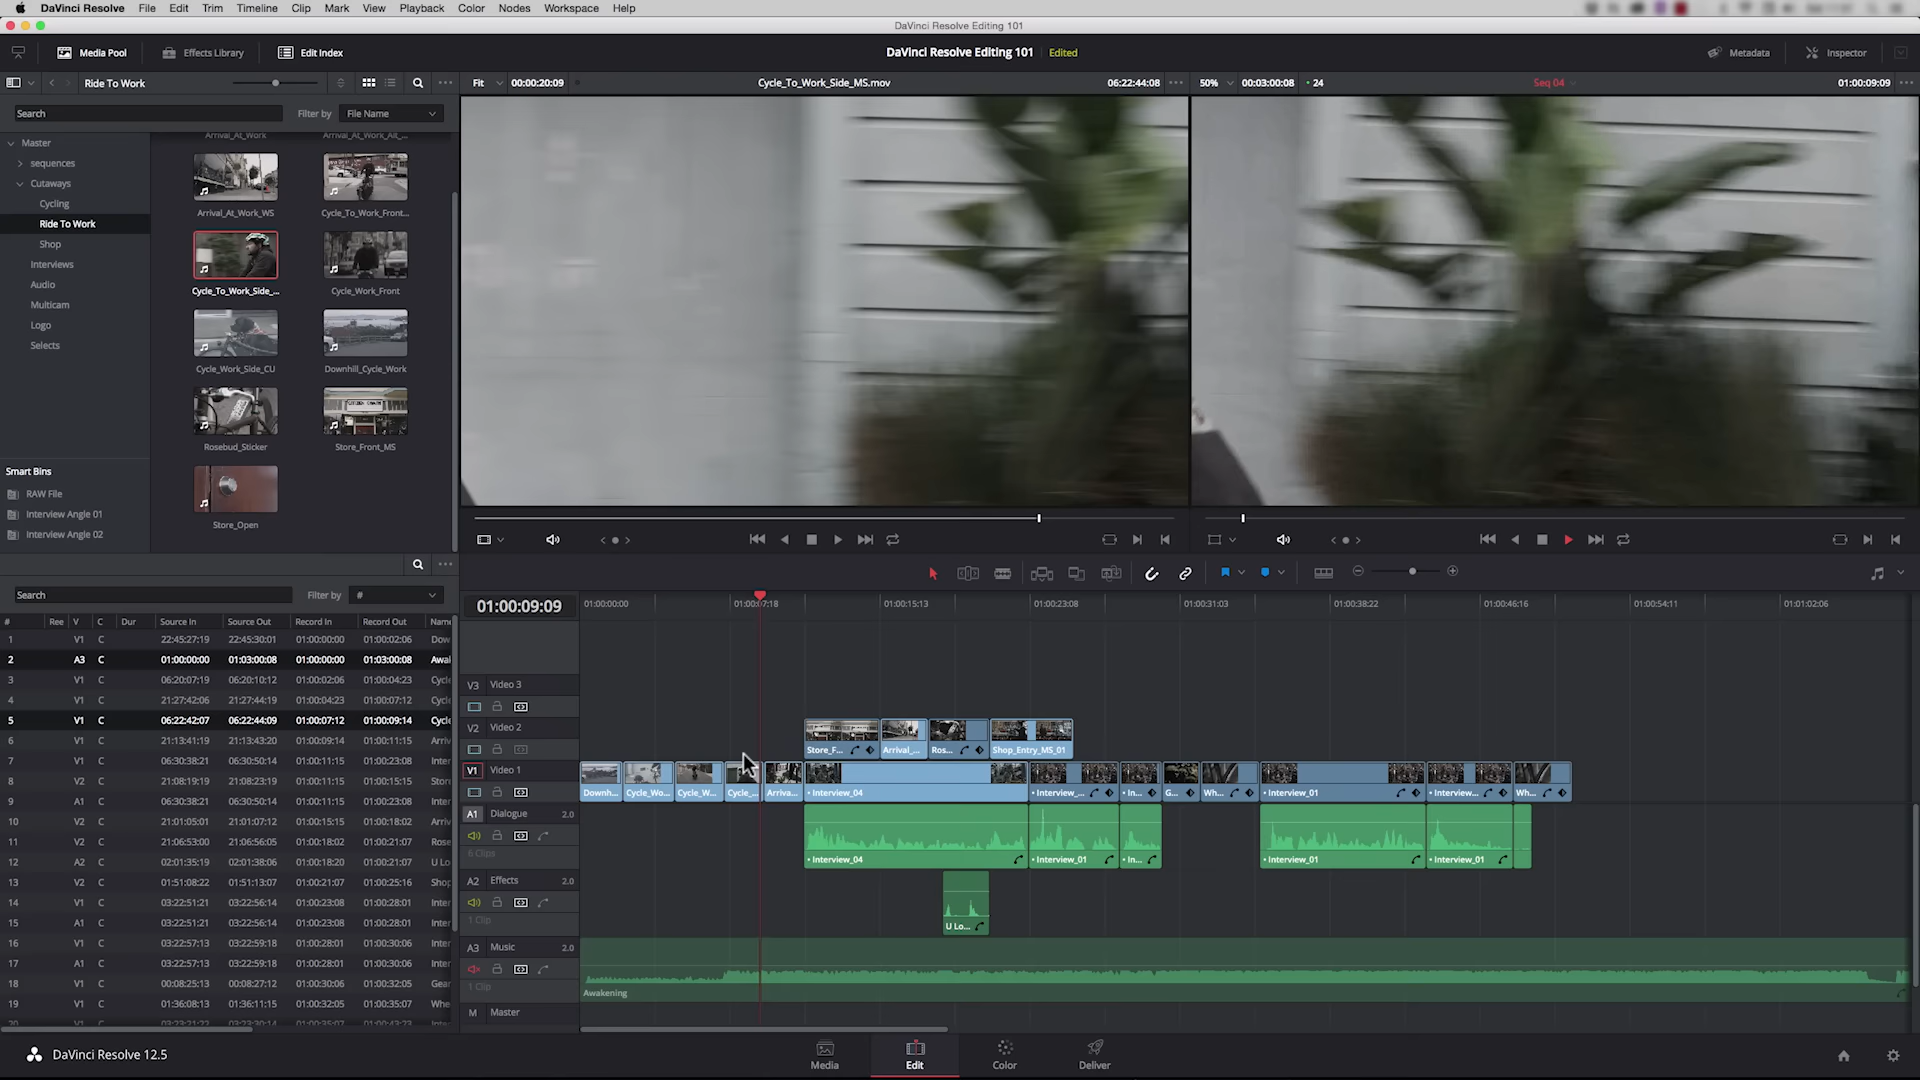 DaVinci Resolve File Edit Trim Timeline Clip Mark View Playback Color Nodes Workspace Help
DaVinci Resolve Editing 101
Media Pool Effects Library Edit Index
DaVinci Resolve Editing 101 Edited
Metadata Inspector
Ride To Work
Fit 00:00:20:09 Cycle_To_Work_Side_MS.mov 06:22:44:08
50% 00:03:00:08 24 Seq 04 01:00:09:09
Search Filter by File Name
Master
sequences
Cutaways
Cycling
Ride To Work
Shop
Interviews
Audio
Multicam
Logo
Selects
Arrival_At_Work Arrival_At_Work_Alt_...
Arrival_At_Work_WS Cycle_To_Work_Front...
Cycle_To_Work_Side_... Cycle_Work_Front
Cycle_Work_Side_CU Downhill_Cycle_Work
Rosebud_Sticker Store_Front_MS
Store_Open
Smart Bins
RAW File
Interview Angle 01
Interview Angle 02
Search Filter by #
# Ree V C Dur Source In Source Out Record In Record Out Name
1 V1 C 22:45:27:19 22:45:30:01 01:00:00:00 01:00:02:06 Dow
2 A3 C 01:00:00:00 01:03:00:08 01:00:00:00 01:03:00:08 Awal
3 V1 C 06:20:07:19 06:20:10:12 01:00:02:06 01:00:04:23 Cycl
4 V1 C 21:27:42:06 21:27:44:19 01:00:04:23 01:00:07:12 Cycl
5 V1 C 06:22:42:07 06:22:44:09 01:00:07:12 01:00:09:14 Cycl
6 V1 C 21:13:41:19 21:13:43:20 01:00:09:14 01:00:11:15 Arriv
7 V1 C 06:30:38:21 06:30:50:14 01:00:11:15 01:00:23:08 Inter
8 V2 C 21:08:19:19 21:08:23:19 01:00:11:15 01:00:15:15 Stor
9 A1 C 06:30:38:21 06:30:50:14 01:00:11:15 01:00:23:08 Inter
10 V2 C 21:01:05:01 21:01:07:12 01:00:15:15 01:00:18:02 Arriv
11 V2 C 21:06:53:00 21:06:56:05 01:00:18:02 01:00:21:07 Rose
12 A2 C 02:01:35:19 02:01:38:06 01:00:18:20 01:00:21:07 U Lo
13 V2 C 01:51:08:22 01:51:13:07 01:00:21:07 01:00:25:16 Shop
14 V1 C 03:22:51:21 03:22:56:14 01:00:23:08 01:00:28:01 Inter
15 A1 C 03:22:51:21 03:22:56:14 01:00:23:08 01:00:28:01 Inter
16 V1 C 03:22:57:13 03:22:59:18 01:00:28:01 01:00:30:06 Inter
17 A1 C 03:22:57:13 03:22:59:18 01:00:28:01 01:00:30:06 Inter
18 V1 C 00:08:25:13 00:08:27:12 01:00:30:06 01:00:32:05 Gear
19 V1 C 01:36:08:13 01:36:11:15 01:00:32:05 01:00:35:07 Whe
01:00:09:09
01:00:00:00 01:00:07:18 01:00:15:13 01:00:23:08 01:00:31:03 01:00:38:22 01:00:46:16 01:00:54:11 01:01:02:06
V3 Video 3
V2 Video 2
Store_F... Arrival_... Ros... Shop_Entry_MS_01
V1 Video 1
Downh... Cycle_Wo... Cycle_W... Cycle_... Arriva... Interview_04 Interview_... In... G... Wh... Interview_01 Interview... Wh...
A1 Dialogue 2.0
6 Clips
Interview_04 Interview_01 In... Interview_01 Interview_01
A2 Effects 2.0
1 Clip
U Lo...
A3 Music 2.0
1 Clip
Awakening
M Master
DaVinci Resolve 12.5
Media Edit Color Deliver